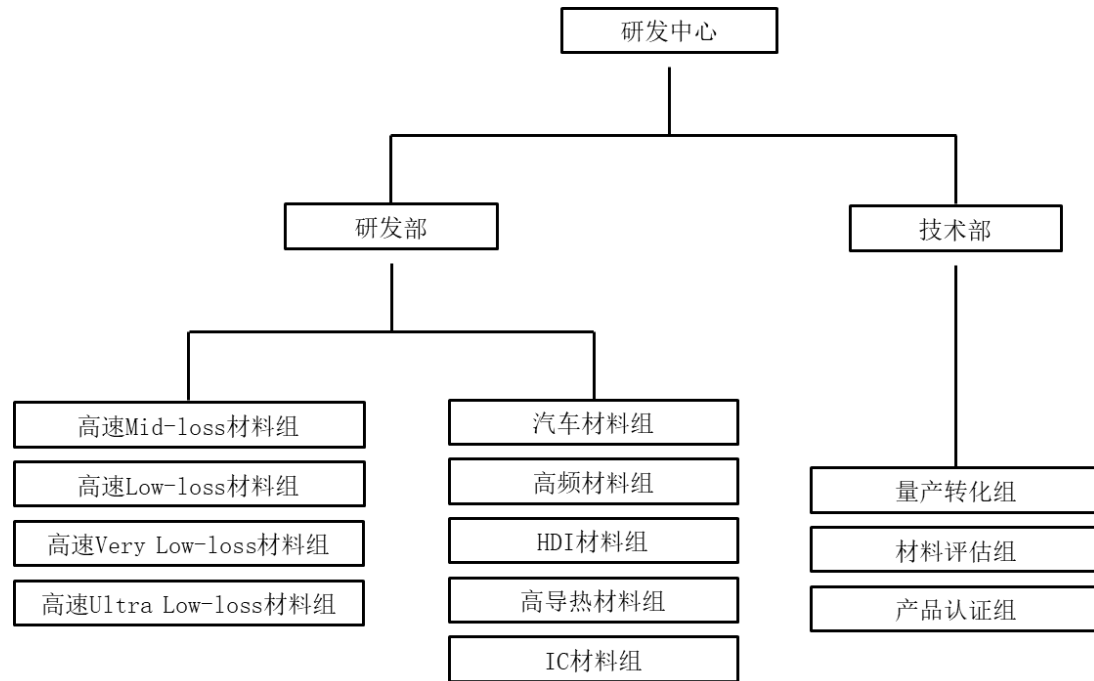 研发中心
研发部
技术部
高速Mid-loss材料组
高速Low-loss材料组
高速Very Low-loss材料组
高速Ultra Low-loss材料组
汽车材料组
高频材料组
HDI材料组
高导热材料组
IC材料组
量产转化组
材料评估组
产品认证组